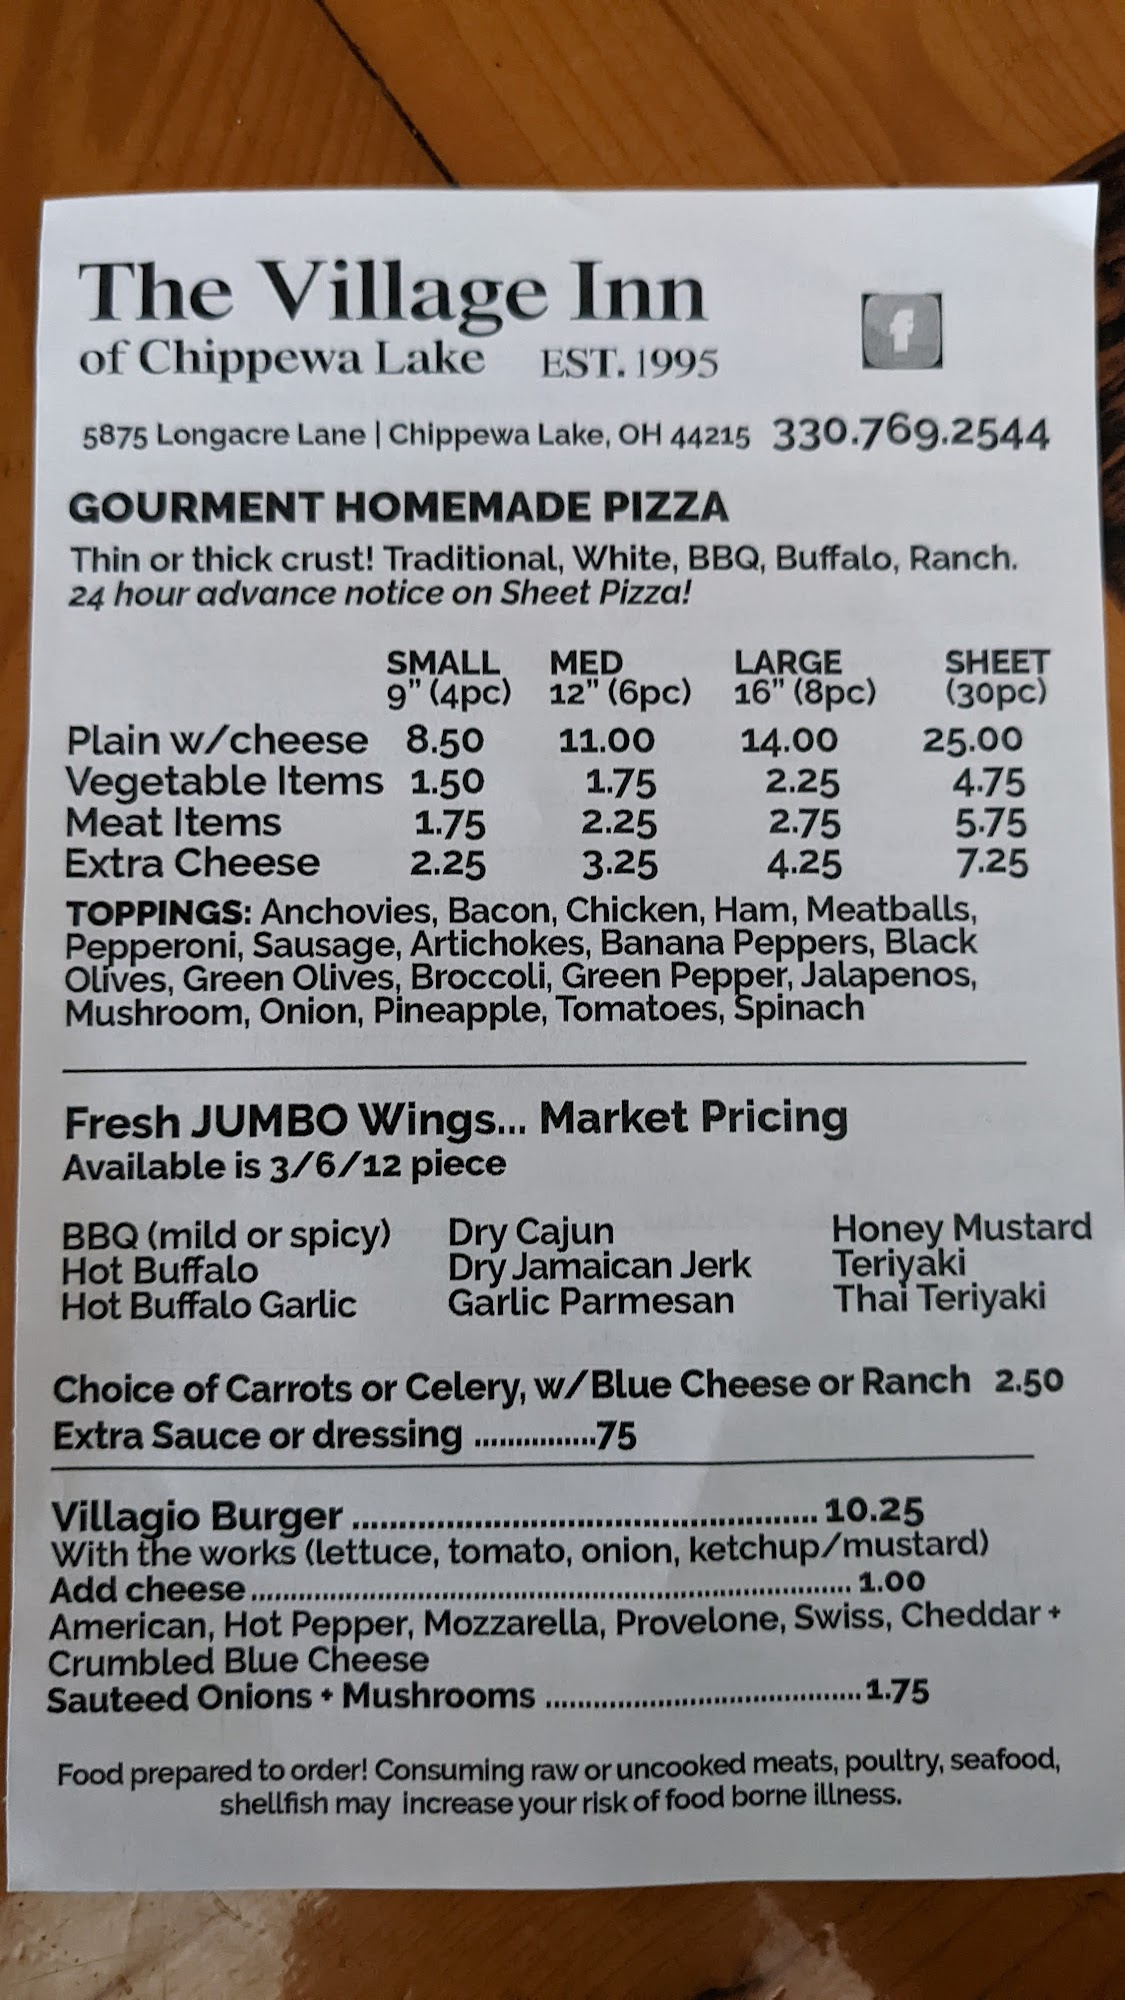 The Village Inn
of Chippewa Lake EST. 1995
f
5875 Longacre Lane | Chippewa Lake, OH 44215 330.769.2544
GOURMENT HOMEMADE PIZZA
Thin or thick crust! Traditional, White, BBQ, Buffalo, Ranch.
24 hour advance notice on Sheet Pizza!
SMALL MED LARGE SHEET
9" (4pc) 12" (6pc) 16" (8pc) (30pc)
Plain w/cheese 8.50 11.00 14.00 25.00
Vegetable Items 1.50 1.75 2.25 4.75
Meat Items 1.75 2.25 2.75 5.75
Extra Cheese 2.25 3.25 4.25 7.25
TOPPINGS: Anchovies, Bacon, Chicken, Ham, Meatballs,
Pepperoni, Sausage, Artichokes, Banana Peppers, Black
Olives, Green Olives, Broccoli, Green Pepper, Jalapenos,
Mushroom, Onion, Pineapple, Tomatoes, Spinach
Fresh JUMBO Wings... Market Pricing
Available is 3/6/12 piece
BBQ (mild or spicy) Dry Cajun Honey Mustard
Hot Buffalo Dry Jamaican Jerk Teriyaki
Hot Buffalo Garlic Garlic Parmesan Thai Teriyaki
Choice of Carrots or Celery, w/Blue Cheese or Ranch 2.50
Extra Sauce or dressing ................75
Villagio Burger .................................................. 10.25
With the works (lettuce, tomato, onion, ketchup/mustard)
Add cheese .......................................................................... 1.00
American, Hot Pepper, Mozzarella, Provelone, Swiss, Cheddar +
Crumbled Blue Cheese
Sauteed Onions + Mushrooms ....................................... 1.75
Food prepared to order! Consuming raw or uncooked meats, poultry, seafood,
shellfish may increase your risk of food borne illness.